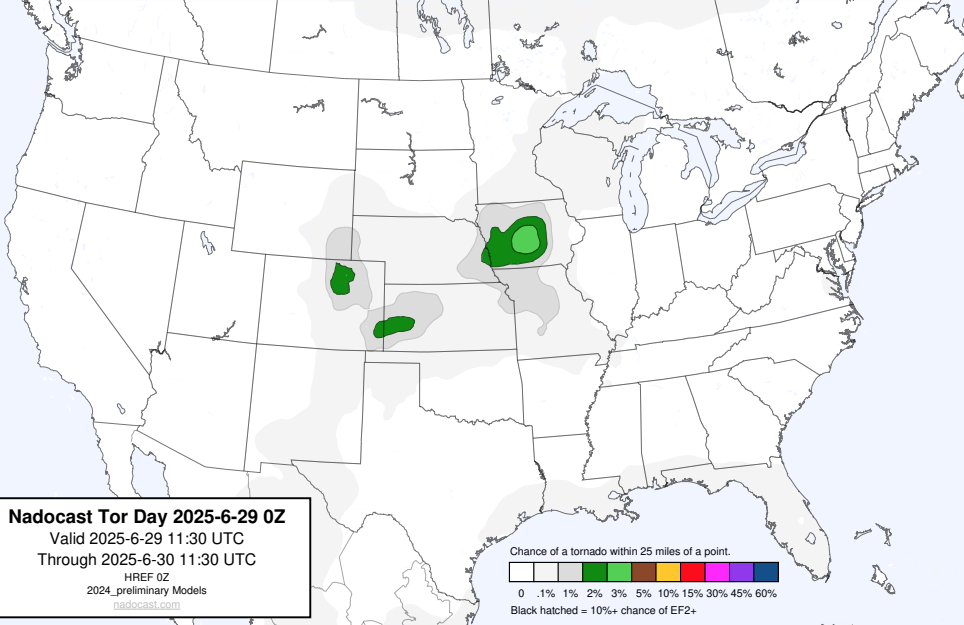 Nadocast Tor Day 2025-6-29 0Z
Valid 2025-6-29 11:30 UTC
Through 2025-6-30 11:30 UTC
HREF 0Z
2024_preliminary Models
nadocast.com
Chance of a tornado within 25 miles of a point.
0 .1% 1% 2% 3% 5% 10% 15% 30% 45% 60%
Black hatched = 10%+ chance of EF2+